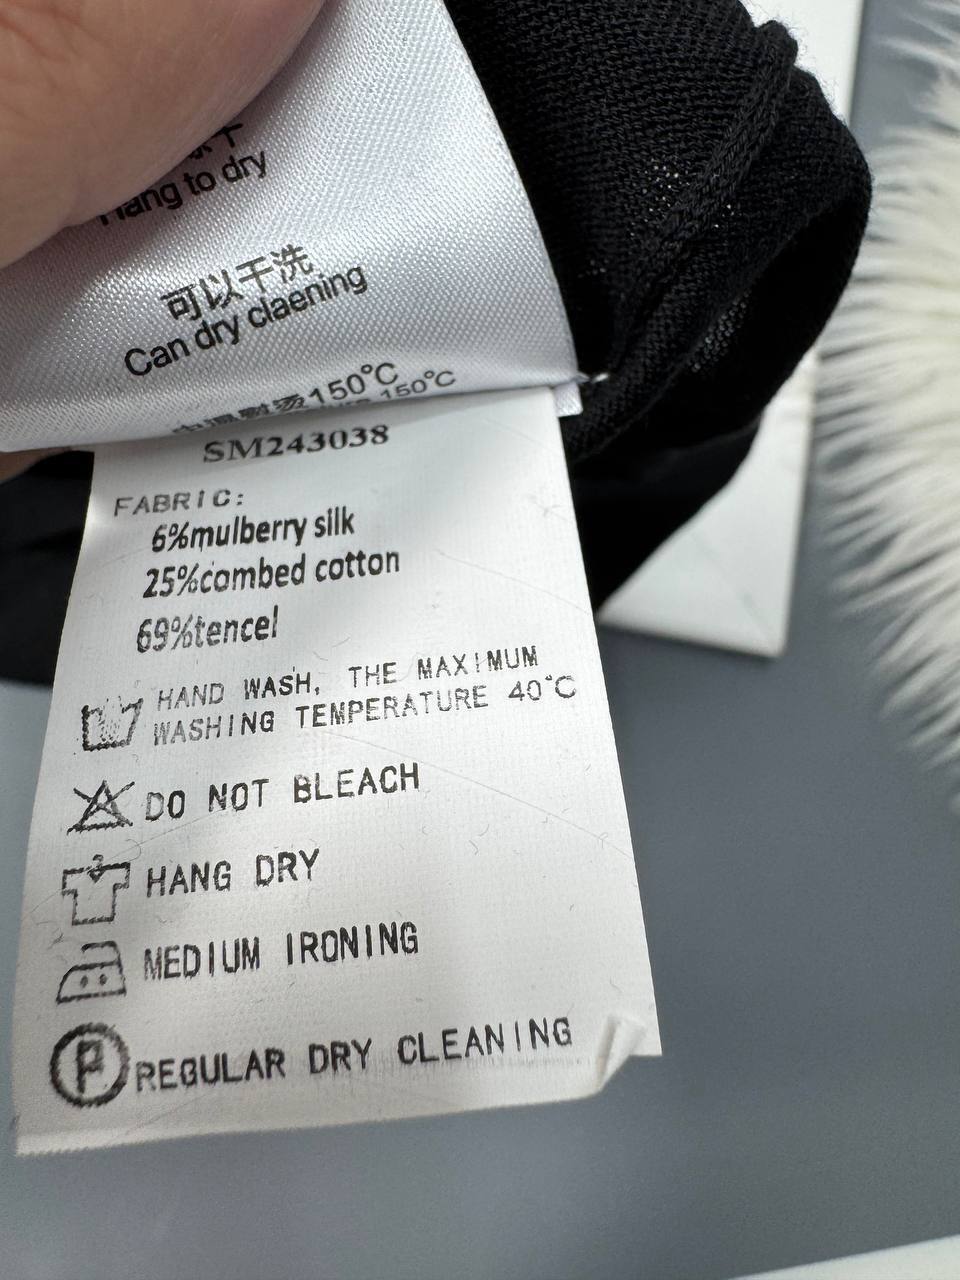 Hang to dry
可以干洗
Can dry claening
150°C
150°C
SM243038
FABRIC:
6%mulberry silk
25%combed cotton
69%tencel
HAND WASH, THE MAXIMUM
WASHING TEMPERATURE 40°C
DO NOT BLEACH
HANG DRY
MEDIUM IRONING
P
REGULAR DRY CLEANING